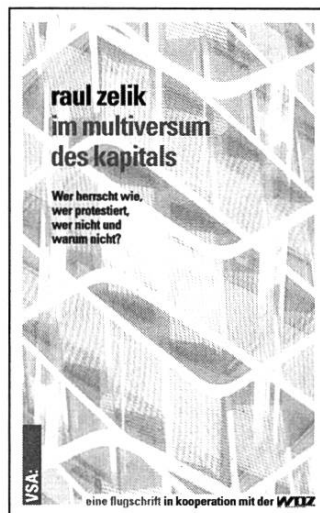 raul zelik
im multiversum
des kapitals
Wer herrscht wie,
wer protestiert,
wer nicht und
warum nicht?
VSA:
eine flugschrift in kooperation mit der WOZ